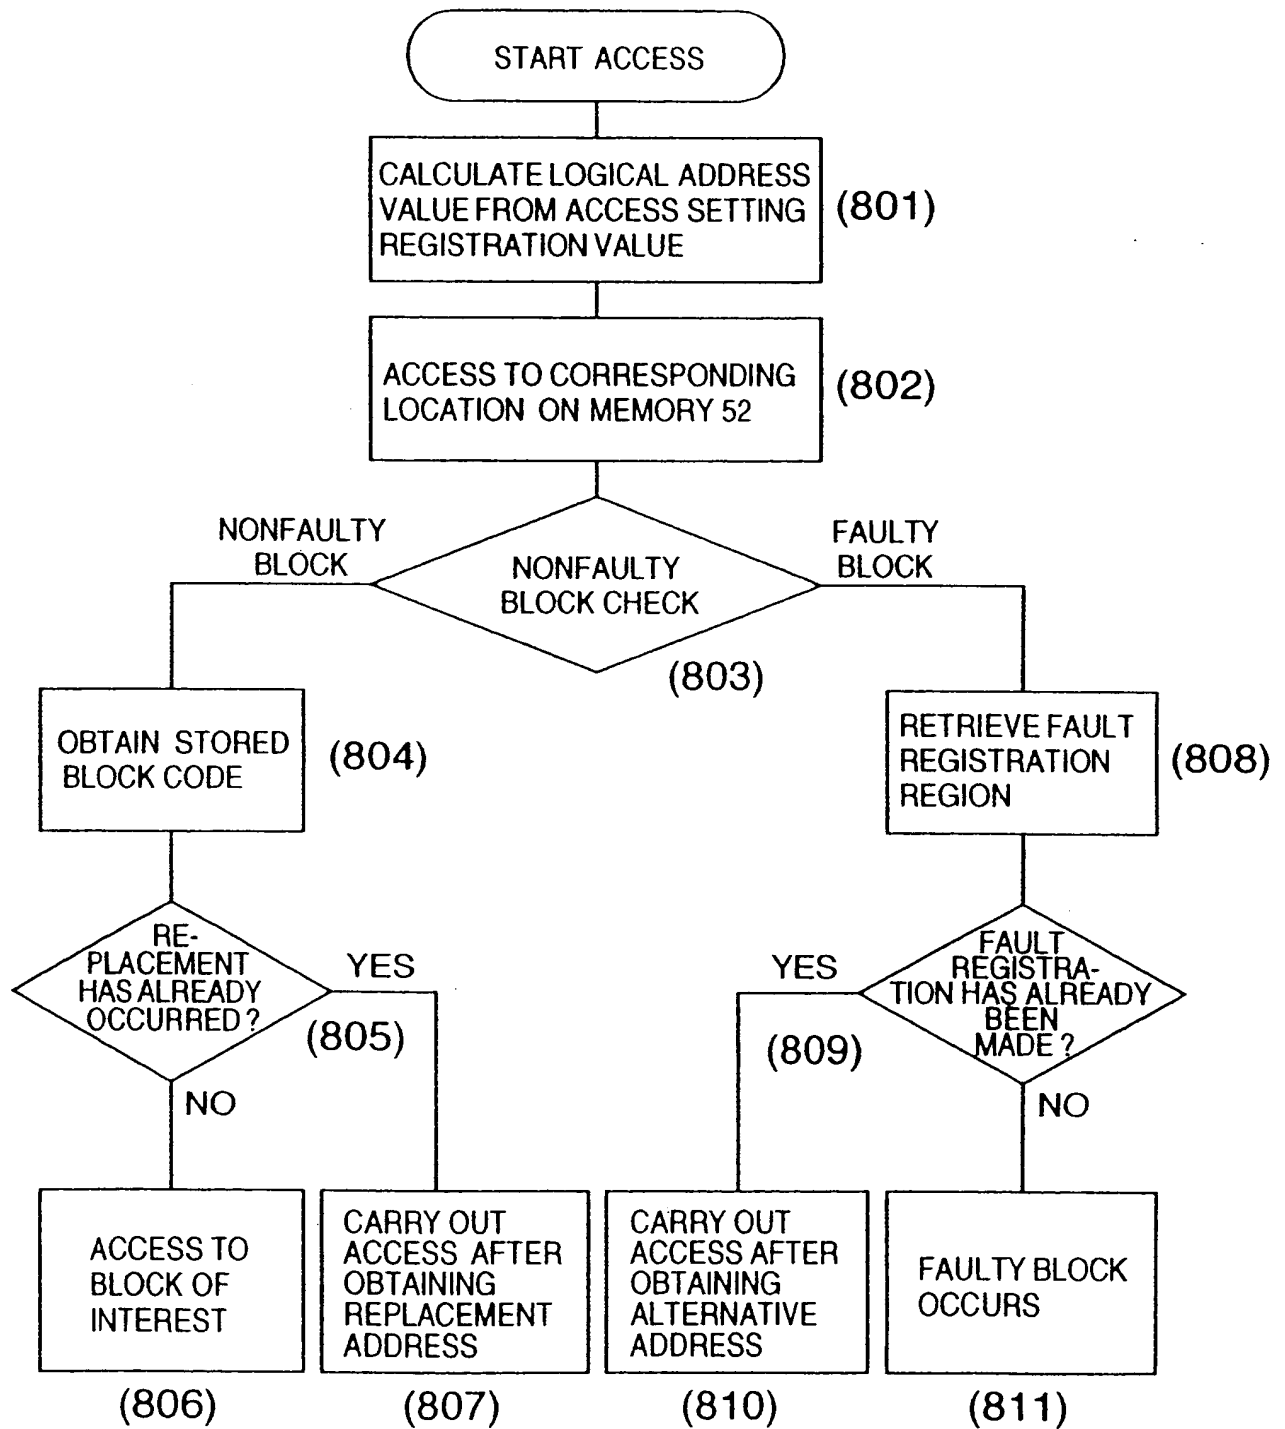 START ACCESS
CALCULATE LOGICAL ADDRESS
VALUE FROM ACCESS SETTING
REGISTRATION VALUE
(801)
ACCESS TO CORRESPONDING
LOCATION ON MEMORY 52
(802)
NONFAULTY
BLOCK
NONFAULTY
BLOCK CHECK
FAULTY
BLOCK
(803)
OBTAIN STORED
BLOCK CODE
(804)
RETRIEVE FAULT
REGISTRATION
REGION
(808)
RE-
PLACEMENT
HAS ALREADY
OCCURRED ?
YES
(805)
NO
YES
(809)
FAULT
REGISTRA-
TION HAS ALREADY
BEEN
MADE ?
NO
ACCESS TO
BLOCK OF
INTEREST
(806)
CARRY OUT
ACCESS AFTER
OBTAINING
REPLACEMENT
ADDRESS
(807)
CARRY OUT
ACCESS AFTER
OBTAINING
ALTERNATIVE
ADDRESS
(810)
FAULTY BLOCK
OCCURS
(811)